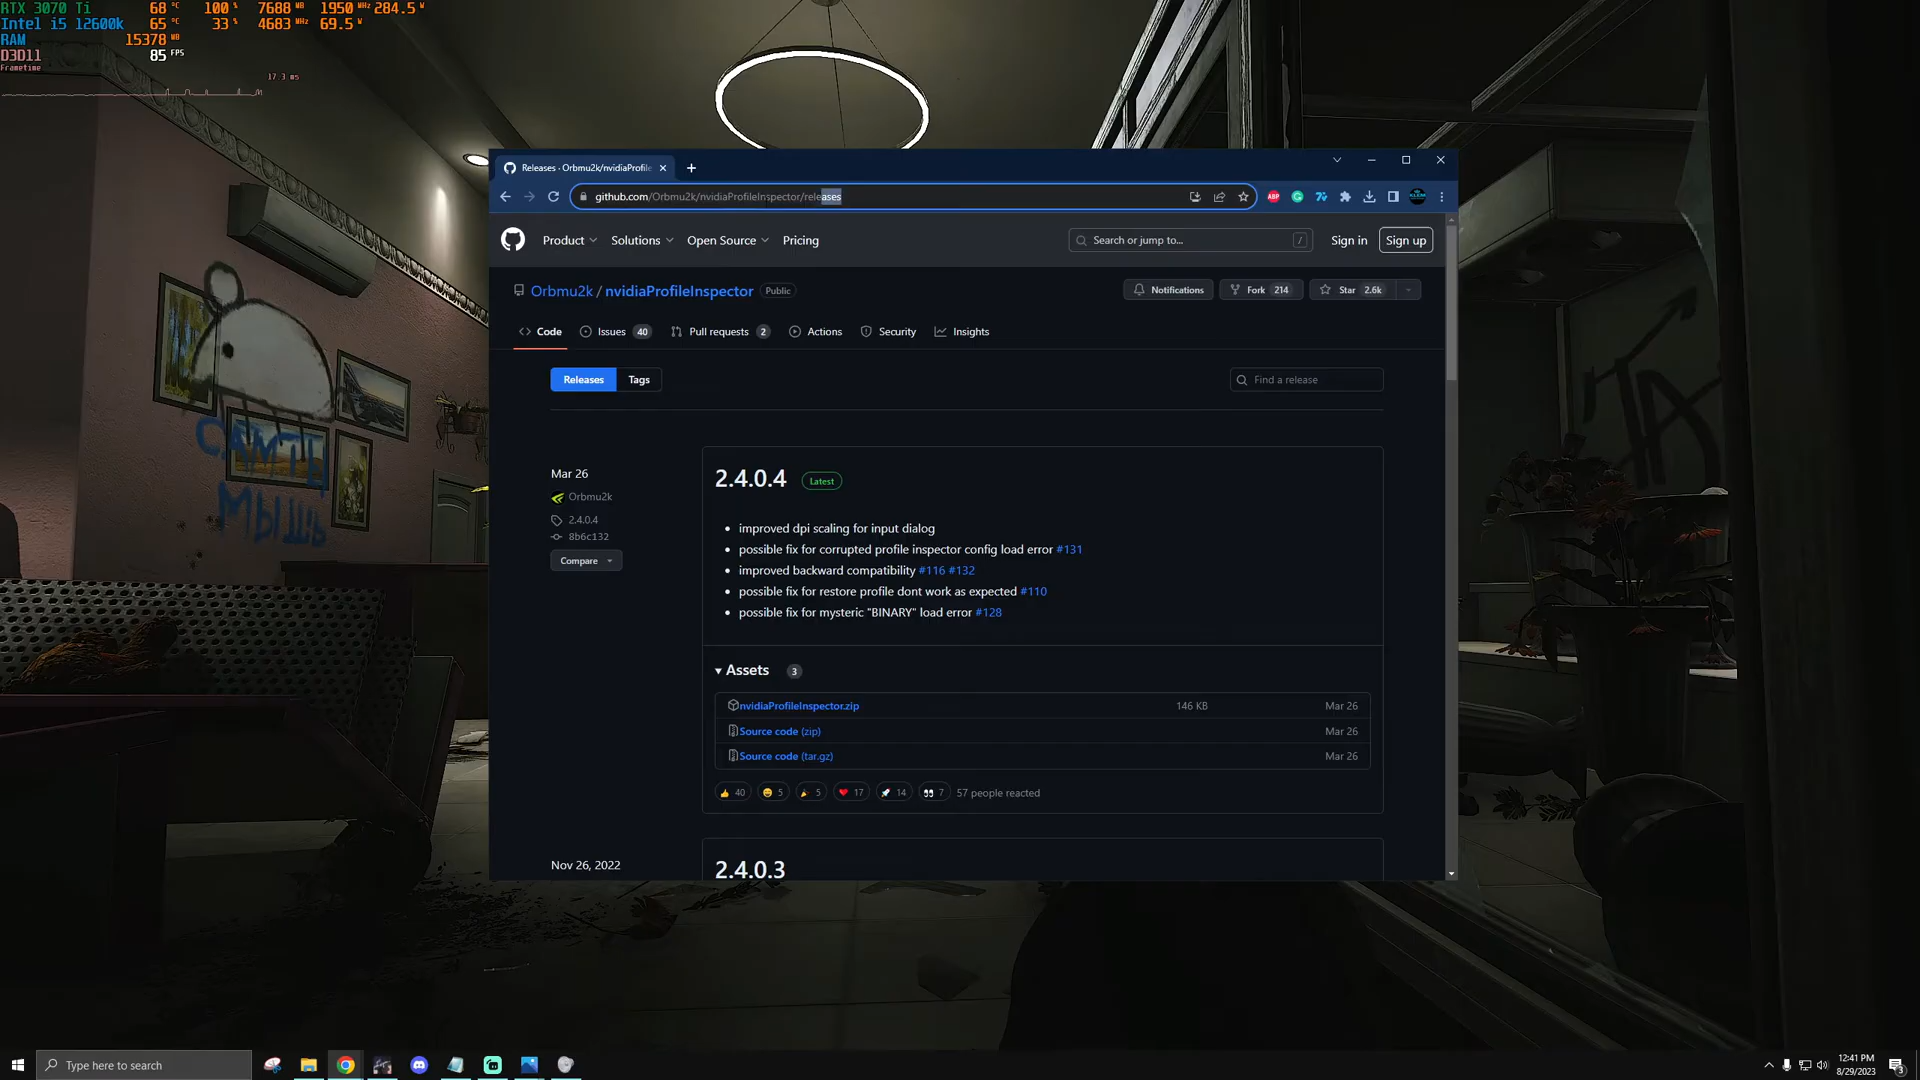 RTX 3070 Ti 68 °C 100 % 7688 MB 1950 MHz 284.5 W
Intel i5 12600k 65 °C 33 % 4683 MHz 69.5 W
RAM 15378 MB
D3D11 85 FPS
Frametime
17.3 ms
Releases · Orbmu2k/nvidiaProfile
github.com/Orbmu2k/nvidiaProfileInspector/releases
Product Solutions Open Source Pricing Search or jump to... / Sign in Sign up
Orbmu2k / nvidiaProfileInspector Public Notifications Fork 214 Star 2.6k
Code Issues 40 Pull requests 2 Actions Security Insights
Releases Tags Find a release
Mar 26
Orbmu2k
2.4.0.4
8b6c132
Compare
2.4.0.4 Latest
• improved dpi scaling for input dialog
• possible fix for corrupted profile inspector config load error #131
• improved backward compatibility #116 #132
• possible fix for restore profile dont work as expected #110
• possible fix for mysteric "BINARY" load error #128
Assets 3
nvidiaProfileInspector.zip 146 KB Mar 26
Source code (zip) Mar 26
Source code (tar.gz) Mar 26
40 5 5 17 14 7 57 people reacted
Nov 26, 2022
2.4.0.3
САМ ТЫ
МЫШЬ
Type here to search
12:41 PM
8/29/2023
3